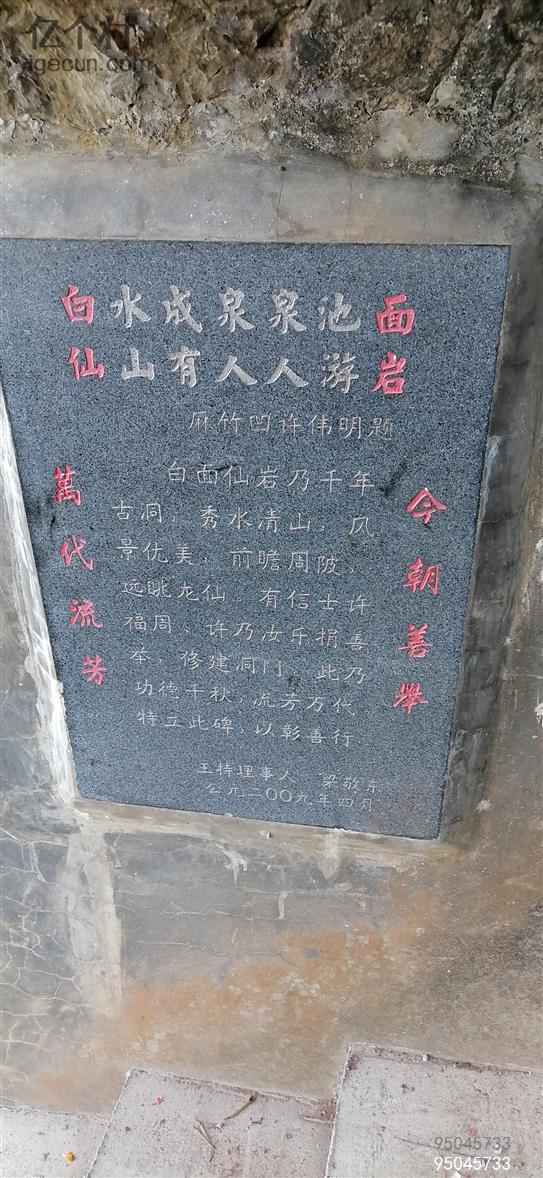 亿个村
yigecun.com
白水成泉泉池面
仙山有人人游岩
麻竹凹许伟明题
今朝善举
白面仙岩乃千年
古洞，秀水清山，风
景优美，前瞻周陂，
远眺龙仙，有信士许
福周、许乃汝乐捐善
举，修建洞门，此乃
功德千秋，流芳万代。
特立此碑，以彰善行
萬代流芳
主持理事人 梁敬东
公元二〇〇九年四月
95045733
95045733